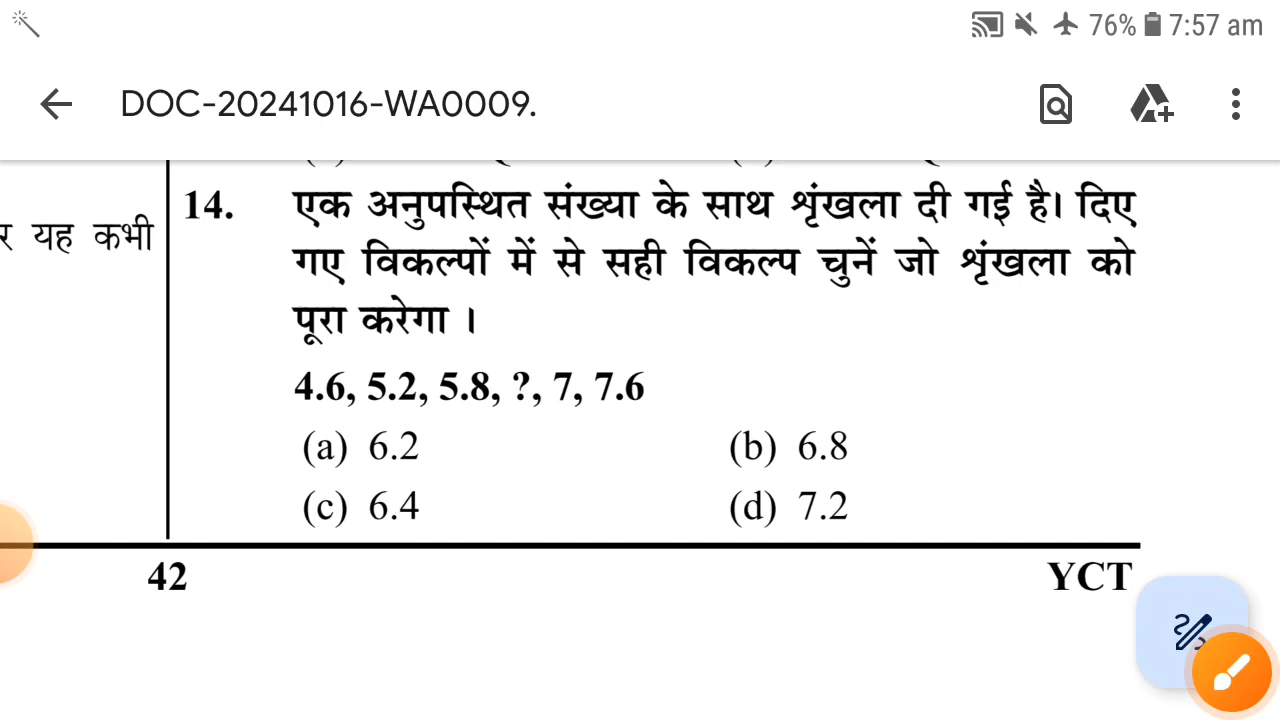 76% 7:57 am
DOC-20241016-WA0009.
14. एक अनुपस्थित संख्या के साथ शृंखला दी गई है। दिए
र यह कभी
गए विकल्पों में से सही विकल्प चुनें जो शृंखला को
पूरा करेगा ।
4.6, 5.2, 5.8, ?, 7, 7.6
(a) 6.2 (b) 6.8
(c) 6.4 (d) 7.2
42 YCT